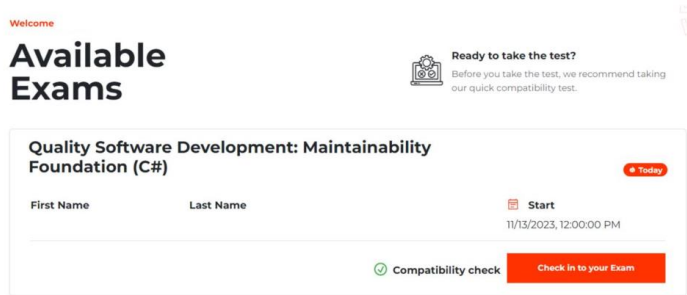 Welcome
Available
Exams
Ready to take the test?
Before you take the test, we recommend taking
our quick compatibility test.
Quality Software Development: Maintainability
Foundation (C#)
Today
First Name Last Name Start
11/13/2023, 12:00:00 PM
Compatibility check Check in to your Exam